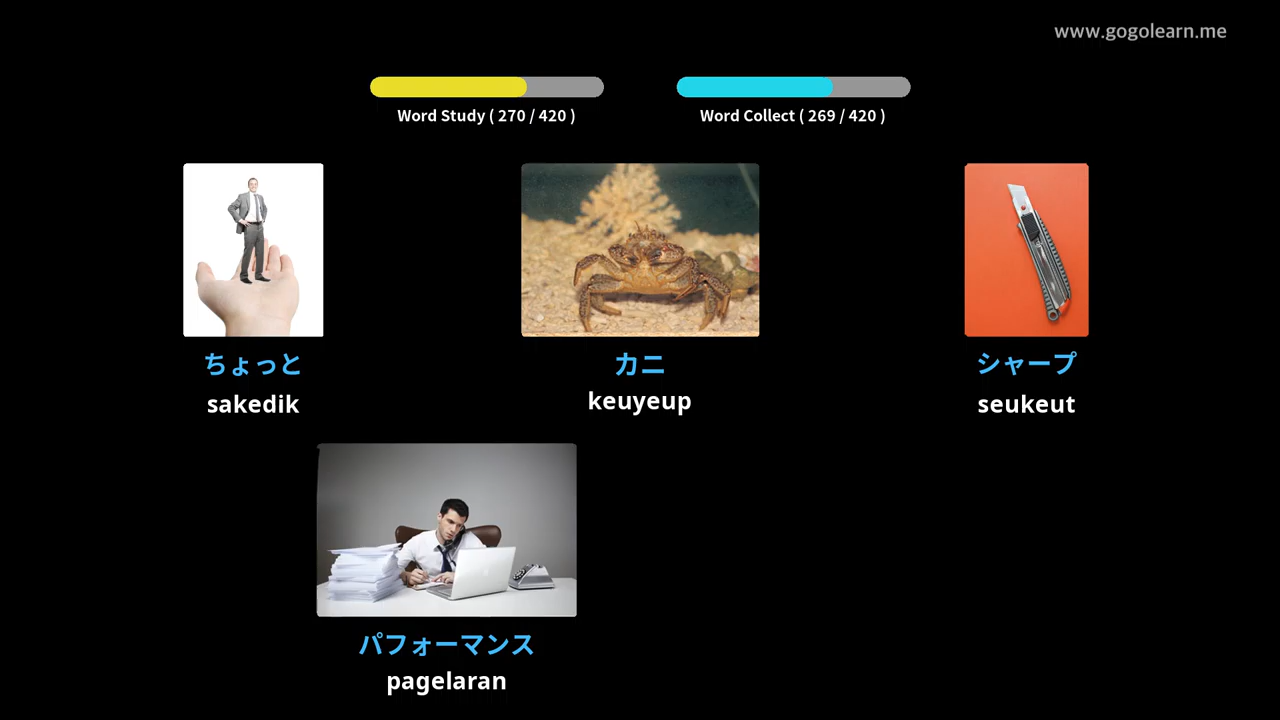 www.gogolearn.me
Word Study ( 270 / 420 )
Word Collect ( 269 / 420 )
ちょっと
sakedik
カニ
keuyeup
シャープ
seukeut
パフォーマンス
pagelaran